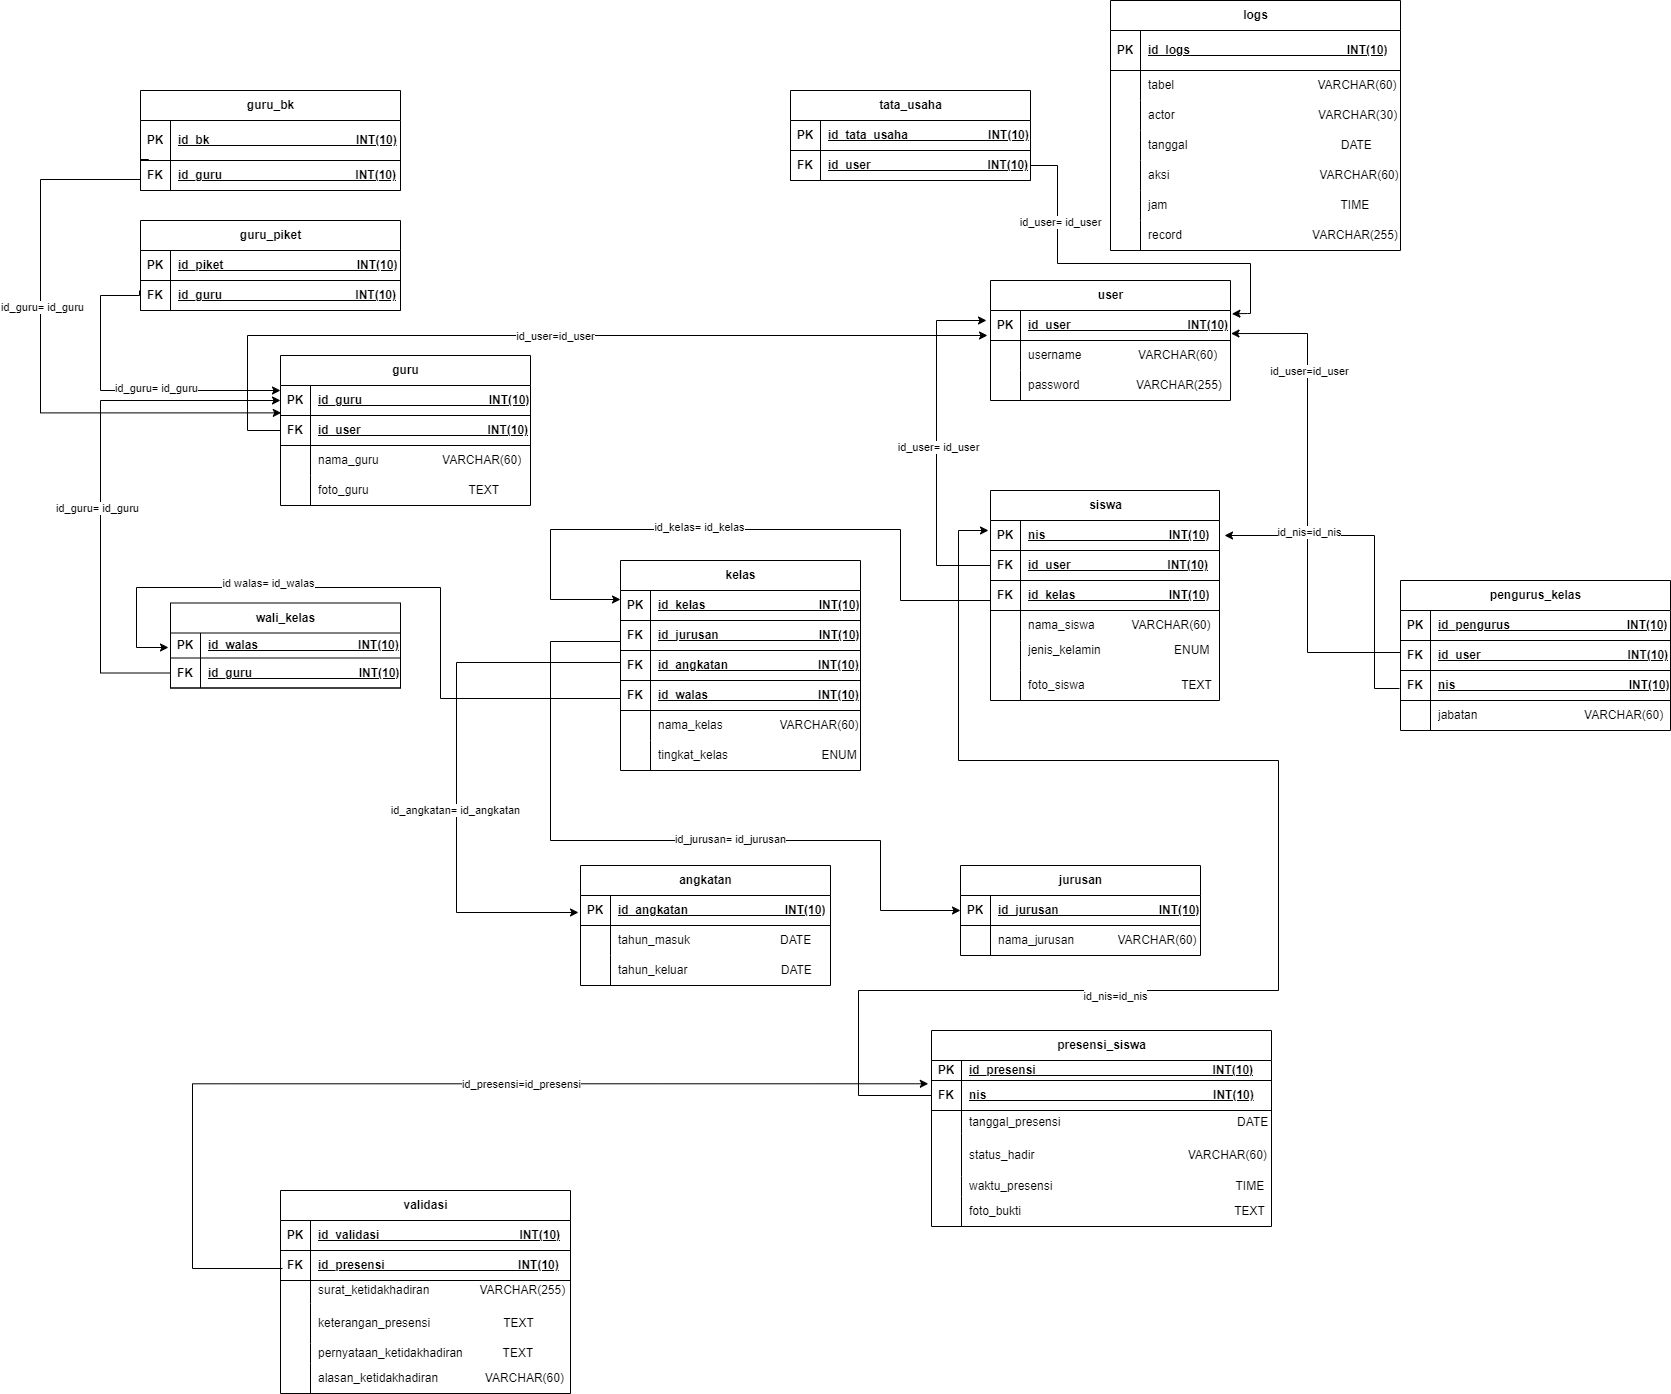 logs
PK id_logs INT(10)
tabel VARCHAR(60)
actor VARCHAR(30)
tanggal DATE
aksi VARCHAR(60)
jam TIME
record VARCHAR(255)
guru_bk
PK id_bk INT(10)
FK id_guru INT(10)
tata_usaha
PK id_tata_usaha INT(10)
FK id_user INT(10)
id_user= id_user
guru_piket
PK id_piket INT(10)
FK id_guru INT(10)
id_guru= id_guru
user
PK id_user INT(10)
username VARCHAR(60)
password VARCHAR(255)
id_user=id_user
id_user=id_user
guru
PK id_guru INT(10)
FK id_user INT(10)
nama_guru VARCHAR(60)
foto_guru TEXT
id_guru= id_guru
id_user= id_user
id_guru= id_guru
siswa
PK nis INT(10)
FK id_user INT(10)
FK id_kelas INT(10)
nama_siswa VARCHAR(60)
jenis_kelamin ENUM
foto_siswa TEXT
id_kelas= id_kelas
id_nis=id_nis
kelas
PK id_kelas INT(10)
FK id_jurusan INT(10)
FK id_angkatan INT(10)
FK id_walas INT(10)
nama_kelas VARCHAR(60)
tingkat_kelas ENUM
id walas= id_walas
wali_kelas
PK id_walas INT(10)
FK id_guru INT(10)
pengurus_kelas
PK id_pengurus INT(10)
FK id_user INT(10)
FK nis INT(10)
jabatan VARCHAR(60)
id_angkatan= id_angkatan
id_jurusan= id_jurusan
angkatan
PK id_angkatan INT(10)
tahun_masuk DATE
tahun_keluar DATE
jurusan
PK id_jurusan INT(10)
nama_jurusan VARCHAR(60)
id_nis=id_nis
presensi_siswa
PK id_presensi INT(10)
FK nis INT(10)
tanggal_presensi DATE
status_hadir VARCHAR(60)
waktu_presensi TIME
foto_bukti TEXT
id_presensi=id_presensi
validasi
PK id_validasi INT(10)
FK id_presensi INT(10)
surat_ketidakhadiran VARCHAR(255)
keterangan_presensi TEXT
pernyataan_ketidakhadiran TEXT
alasan_ketidakhadiran VARCHAR(60)